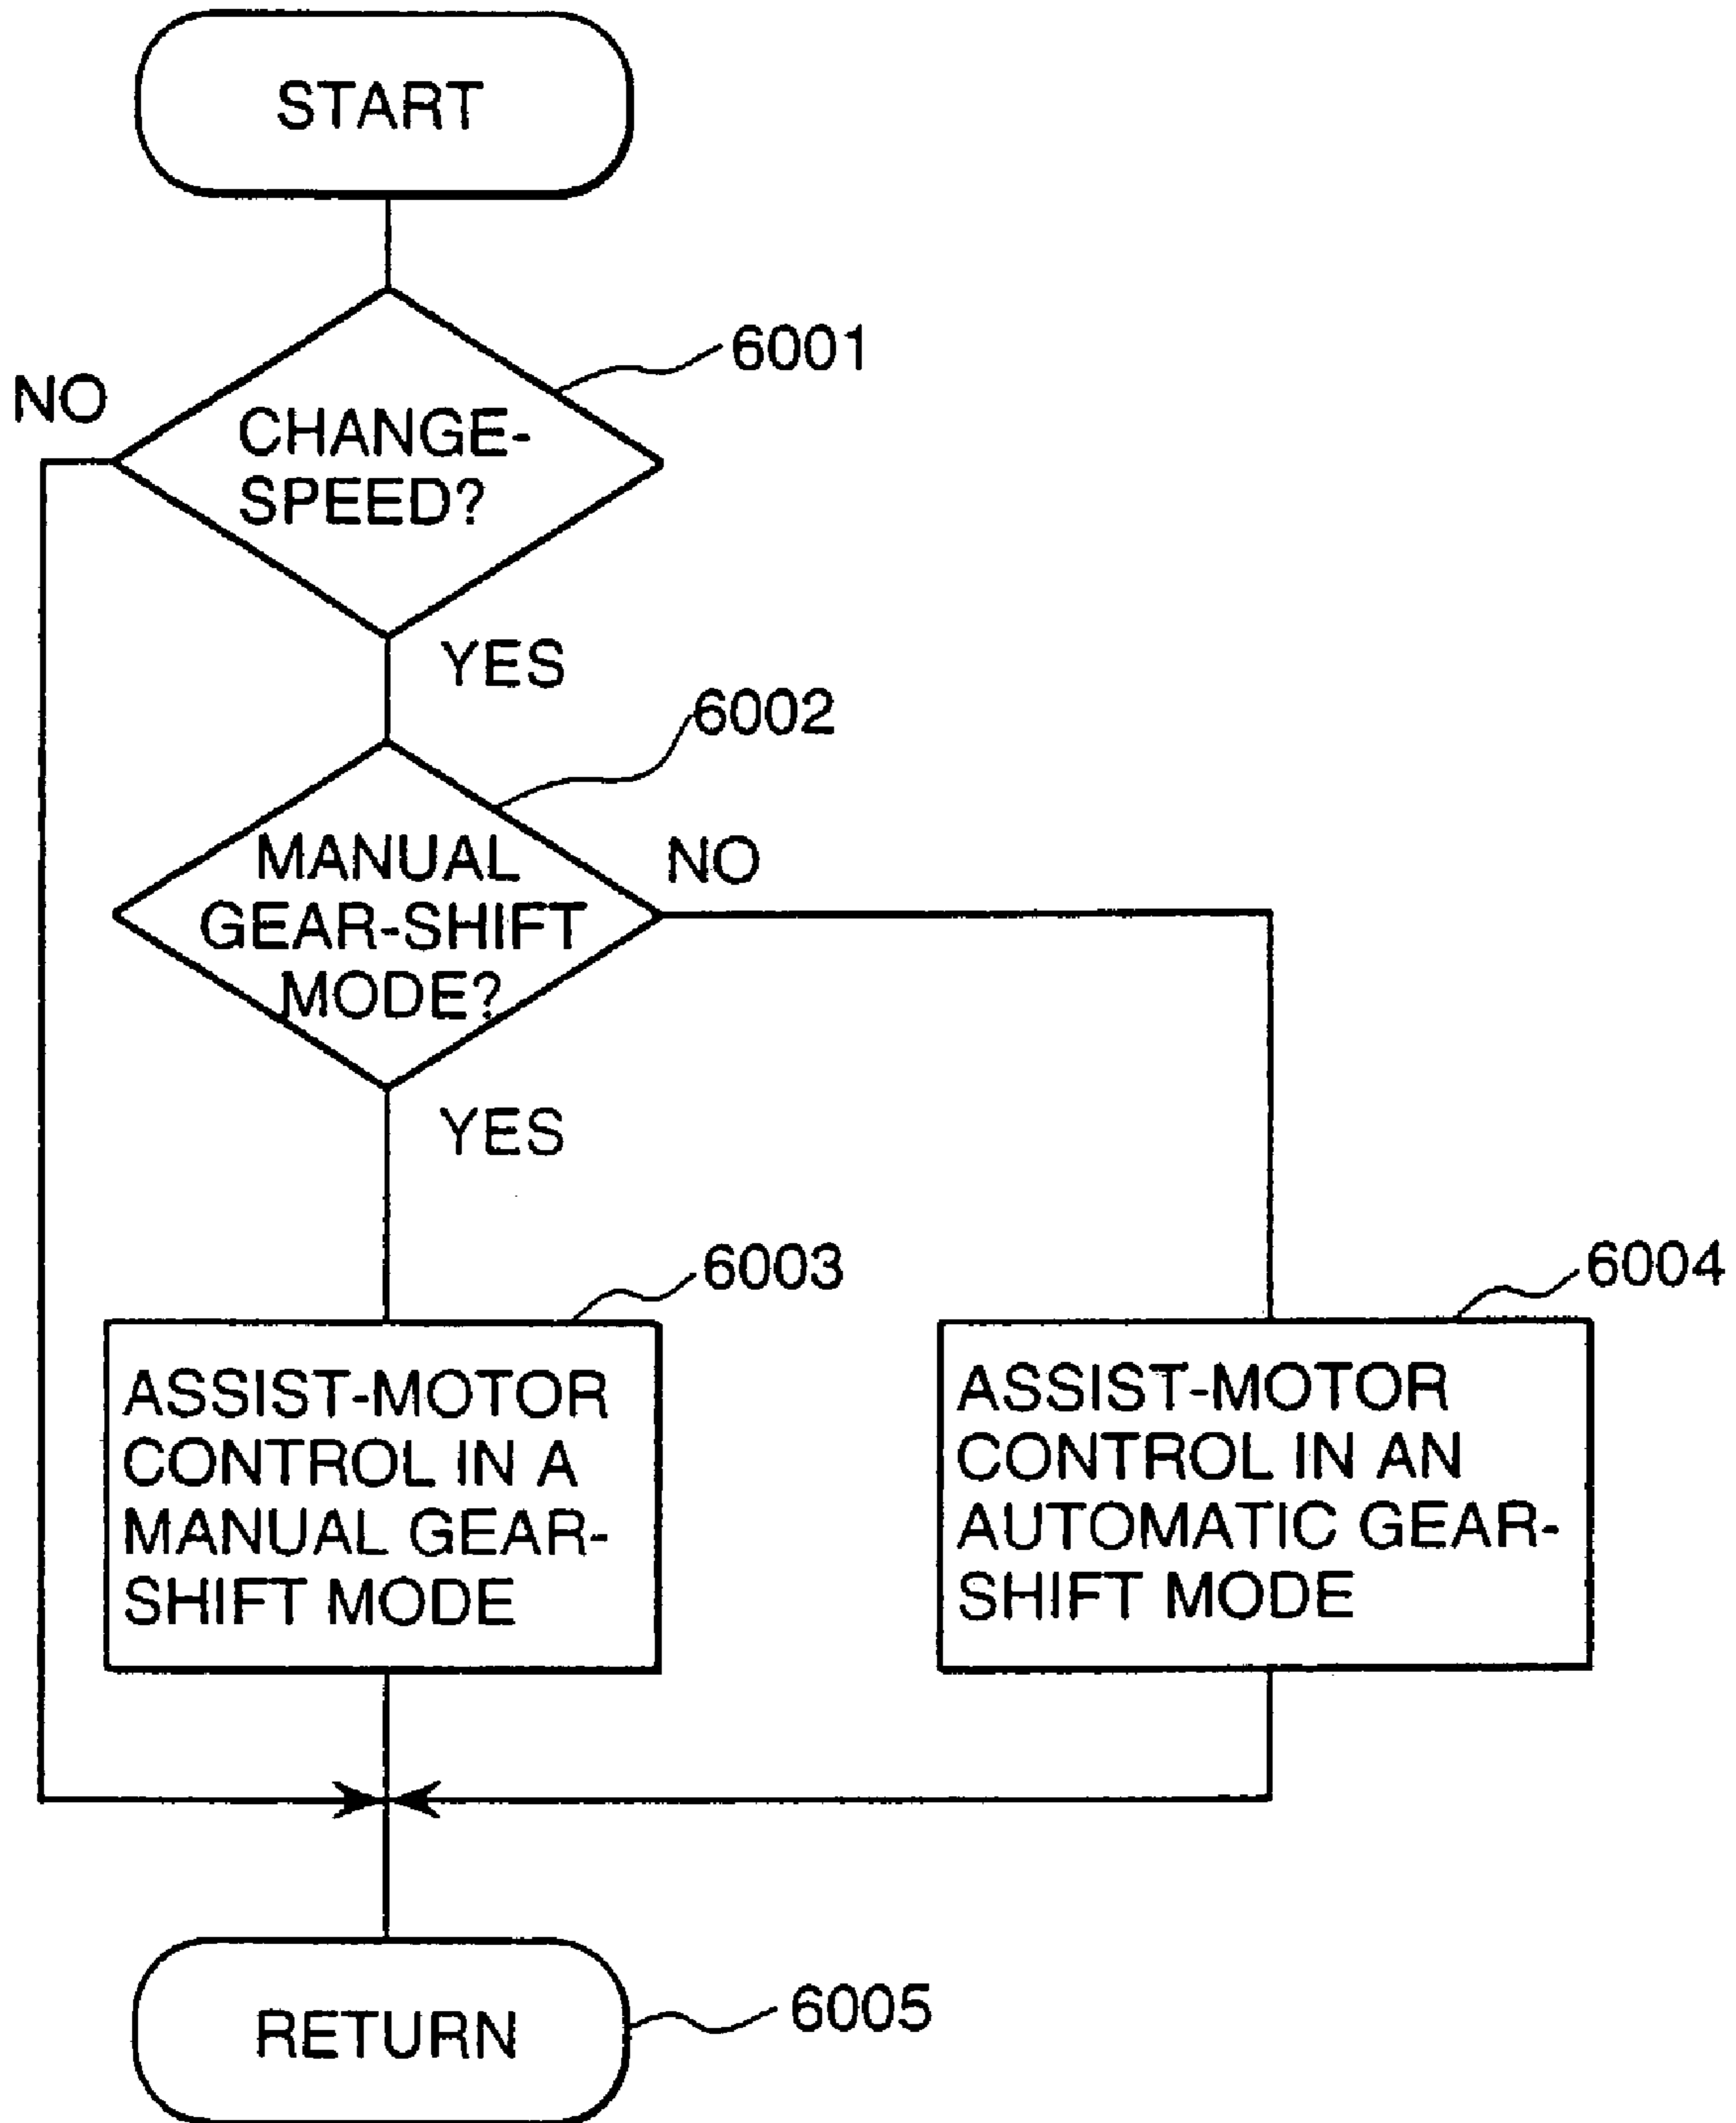 START
6001
NO
CHANGE-
SPEED?
YES
6002
MANUAL
GEAR-SHIFT
MODE?
NO
YES
6003
6004
ASSIST-MOTOR
CONTROL IN A
MANUAL GEAR-
SHIFT MODE
ASSIST-MOTOR
CONTROL IN AN
AUTOMATIC GEAR-
SHIFT MODE
RETURN
6005